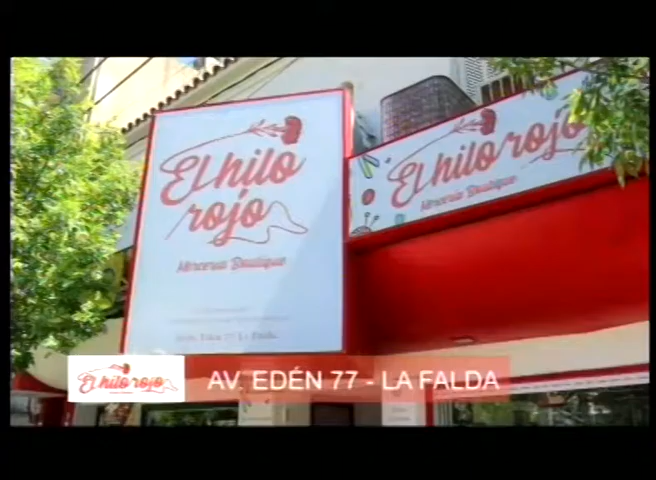 El hilo
rojo
Mercería Boutique
El hilo rojo
Mercería Boutique
El hilo rojo
AV. EDÉN 77 - LA FALDA